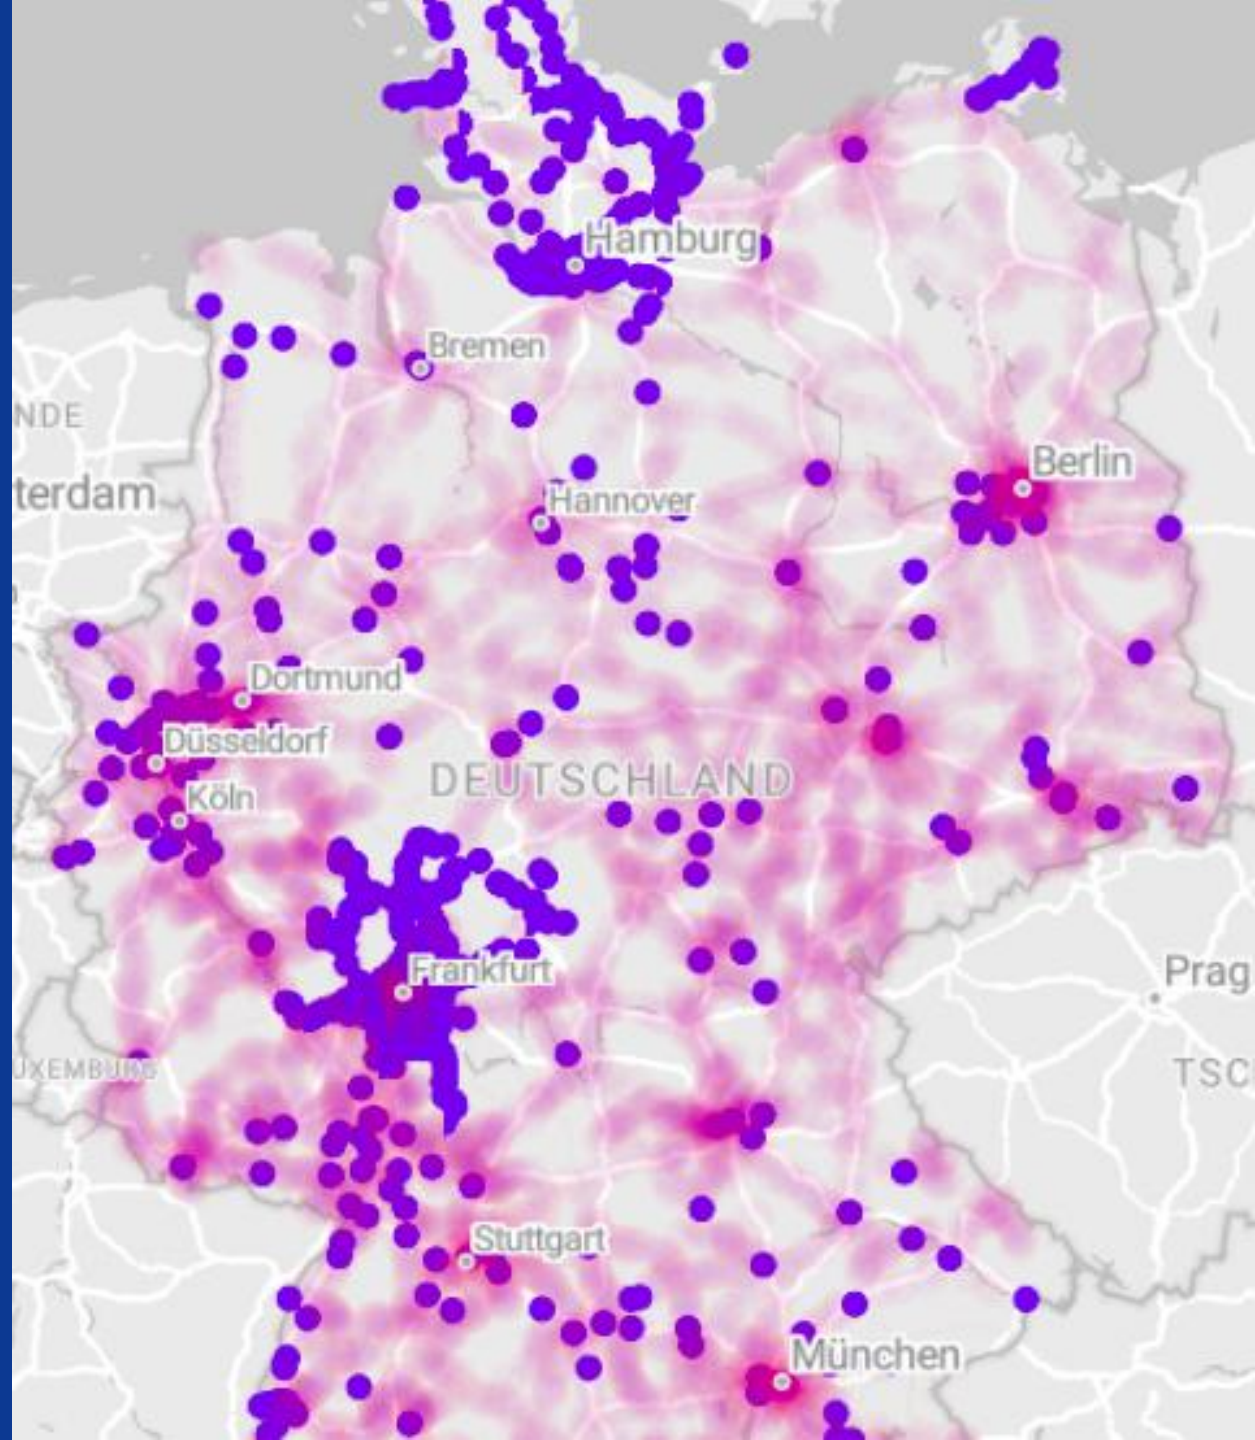 Hamburg
Bremen
NDE
Berlin
terdam
Hannover
Dortmund
Düsseldorf
DEUTSCHLAND
Köln
Frankfurt
Prag
UXEMBURG
TSC
Stuttgart
München